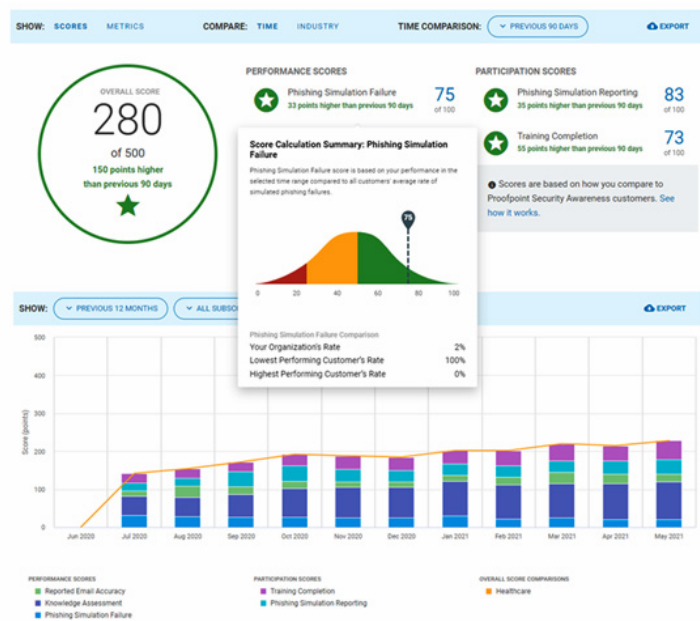 SHOW: SCORES METRICS COMPARE: TIME INDUSTRY TIME COMPARISON: PREVIOUS 90 DAYS EXPORT
OVERALL SCORE
280
of 500
150 points higher
than previous 90 days
PERFORMANCE SCORES
Phishing Simulation Failure 75
33 points higher than previous 90 days of 100
PARTICIPATION SCORES
Phishing Simulation Reporting 83
35 points higher than previous 90 days of 100
Training Completion 73
55 points higher than previous 90 days of 100
Scores are based on how you compare to
Proofpoint Security Awareness customers. See
how it works.
Score Calculation Summary: Phishing Simulation
Failure
Phishing Simulation Failure score is based on your performance in the
selected time range compared to all customers' average rate of
simulated phishing failures.
75
0 20 40 60 80 100
Phishing Simulation Failure Comparison
Your Organization's Rate 2%
Lowest Performing Customer's Rate 100%
Highest Performing Customer's Rate 0%
SHOW: PREVIOUS 12 MONTHS ALL EXPORT
Score (points)
500
400
300
200
100
0
Jun 2020 Jul 2020 Aug 2020 Sep 2020 Oct 2020 Nov 2020 Dec 2020 Jan 2021 Feb 2021 Mar 2021 Apr 2021 May 2021
PERFORMANCE SCORES
Reported Email Accuracy
Knowledge Assessment
Phishing Simulation Failure
PARTICIPATION SCORES
Training Completion
Phishing Simulation Reporting
OVERALL SCORE COMPARISONS
Healthcare